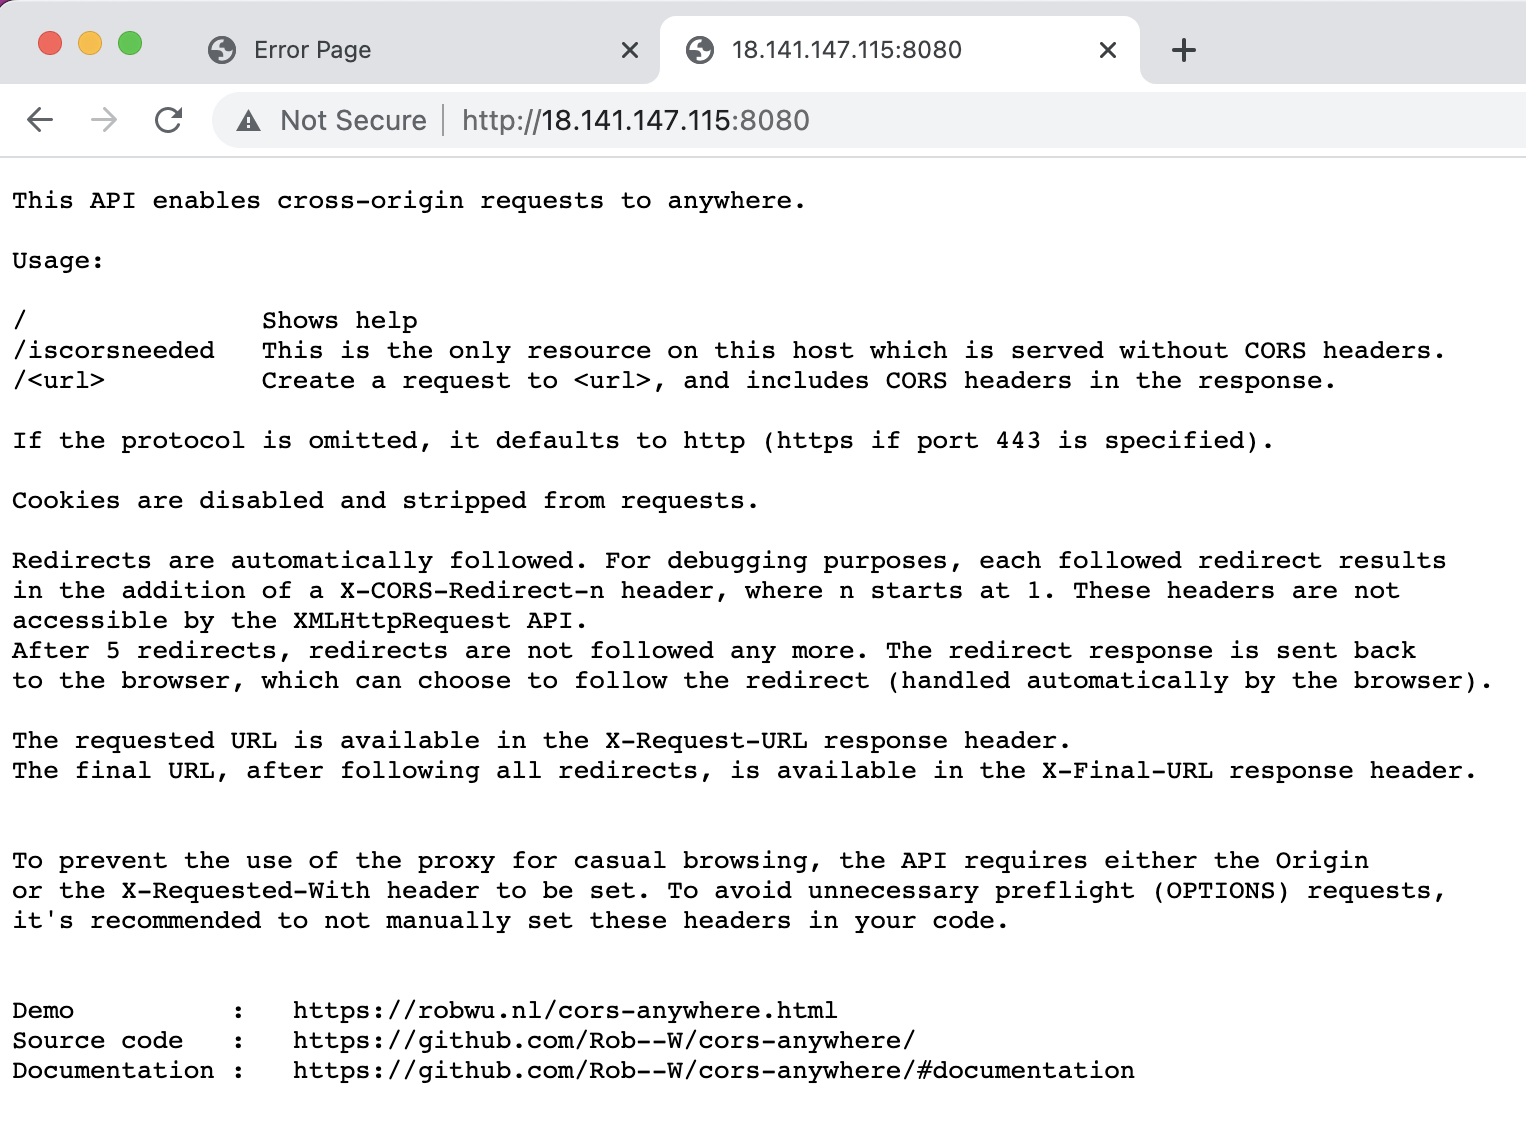 Error Page
18.141.147.115:8080
Not Secure http://18.141.147.115:8080
This API enables cross-origin requests to anywhere.
Usage:
/ Shows help
/iscorsneeded This is the only resource on this host which is served without CORS headers.
/<url> Create a request to <url>, and includes CORS headers in the response.
If the protocol is omitted, it defaults to http (https if port 443 is specified).
Cookies are disabled and stripped from requests.
Redirects are automatically followed. For debugging purposes, each followed redirect results
in the addition of a X-CORS-Redirect-n header, where n starts at 1. These headers are not
accessible by the XMLHttpRequest API.
After 5 redirects, redirects are not followed any more. The redirect response is sent back
to the browser, which can choose to follow the redirect (handled automatically by the browser).
The requested URL is available in the X-Request-URL response header.
The final URL, after following all redirects, is available in the X-Final-URL response header.
To prevent the use of the proxy for casual browsing, the API requires either the Origin
or the X-Requested-With header to be set. To avoid unnecessary preflight (OPTIONS) requests,
it's recommended to not manually set these headers in your code.
Demo : https://robwu.nl/cors-anywhere.html
Source code : https://github.com/Rob--W/cors-anywhere/
Documentation : https://github.com/Rob--W/cors-anywhere/#documentation